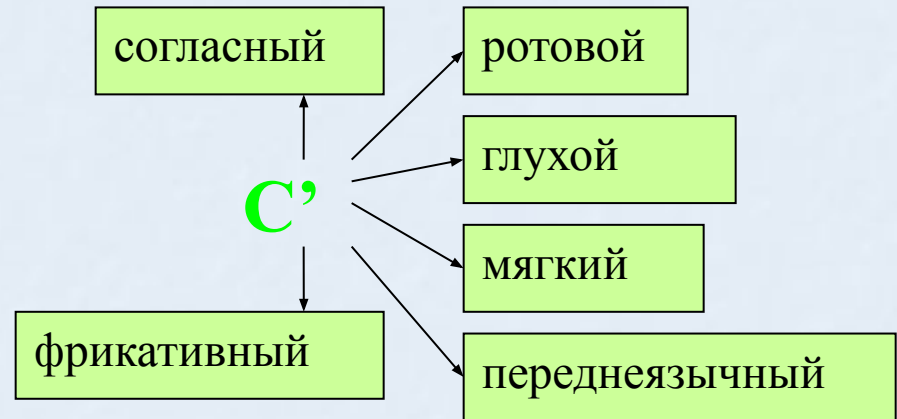 согласный
ротовой
глухой
С’
мягкий
фрикативный
переднеязычный